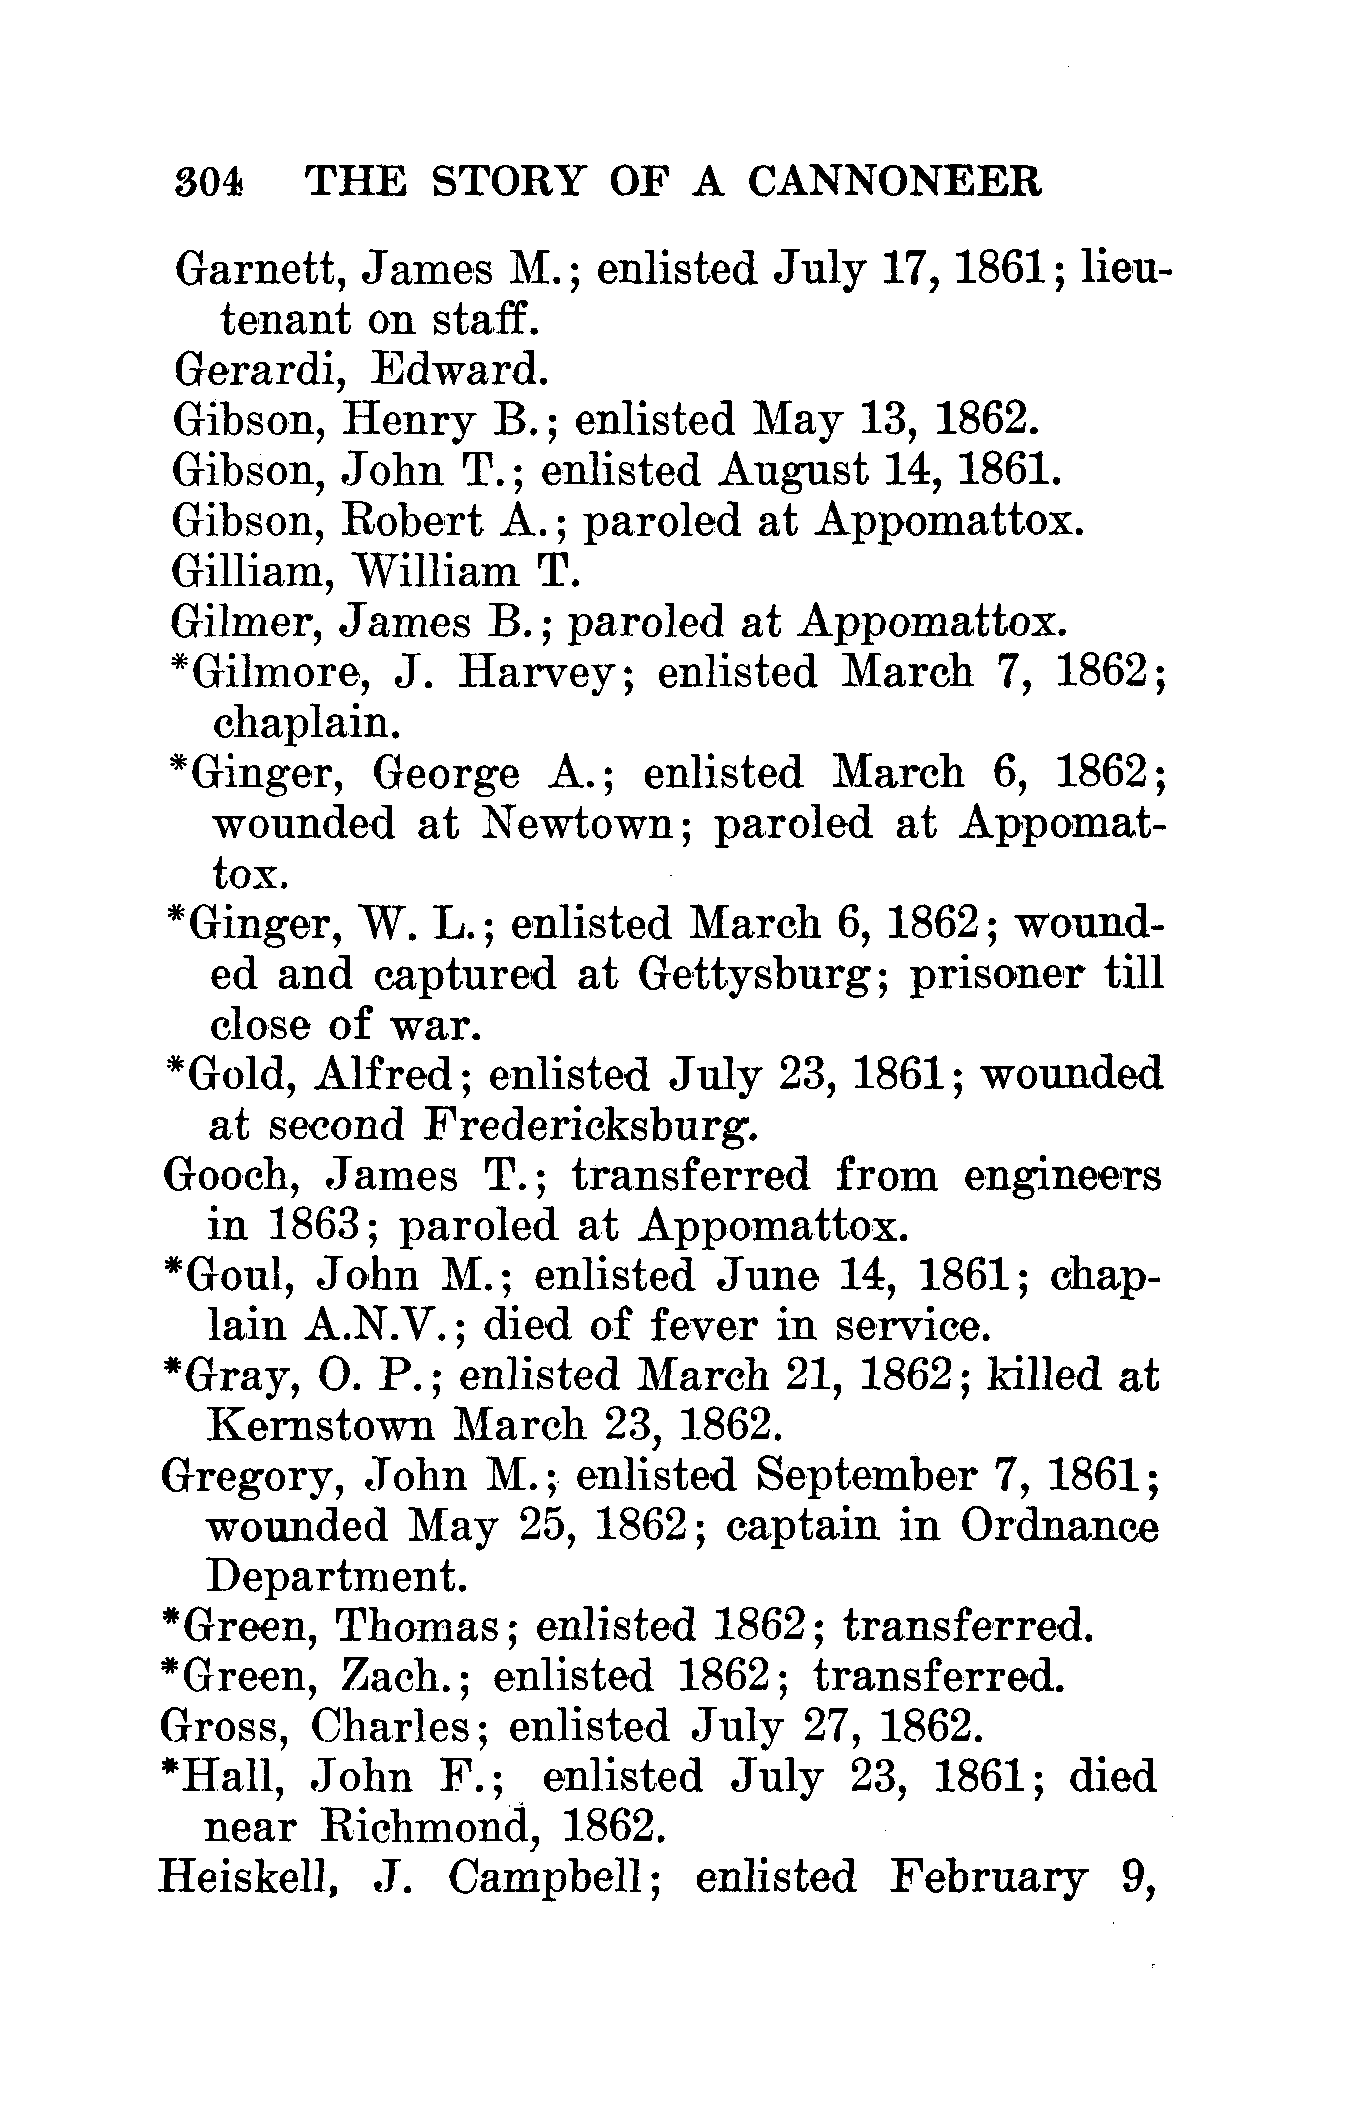 304 THE STORY OF A CANNONEER
Garnett, James M.; enlisted July 17, 1861; lieu-
tenant on staff.
Gerardi, Edward.
Gibson, Henry B.; enlisted May 13, 1862.
Gibson, John T.; enlisted August 14, 1861.
Gibson, Robert A.; paroled at Appomattox.
Gilliam, William T.
Gilmer, James B.; paroled at Appomattox.
*Gilmore, J. Harvey; enlisted March 7, 1862;
chaplain.
*Ginger, George A.; enlisted March 6, 1862;
wounded at Newtown; paroled at Appomat-
tox.
*Ginger, W. L.; enlisted March 6, 1862; wound-
ed and captured at Gettysburg; prisoner till
close of war.
*Gold, Alfred; enlisted July 23, 1861; wounded
at second Fredericksburg.
Gooch, James T.; transferred from engineers
in 1863; paroled at Appomattox.
*Goul, John M.; enlisted June 14, 1861; chap-
lain A.N.V.; died of fever in service.
*Gray, O. P.; enlisted March 21, 1862; killed at
Kernstown March 23, 1862.
Gregory, John M.; enlisted September 7, 1861;
wounded May 25, 1862; captain in Ordnance
Department.
*Green, Thomas; enlisted 1862; transferred.
*Green, Zach.; enlisted 1862; transferred.
Gross, Charles; enlisted July 27, 1862.
*Hall, John F.; enlisted July 23, 1861; died
near Richmond, 1862.
Heiskell, J. Campbell; enlisted February 9,